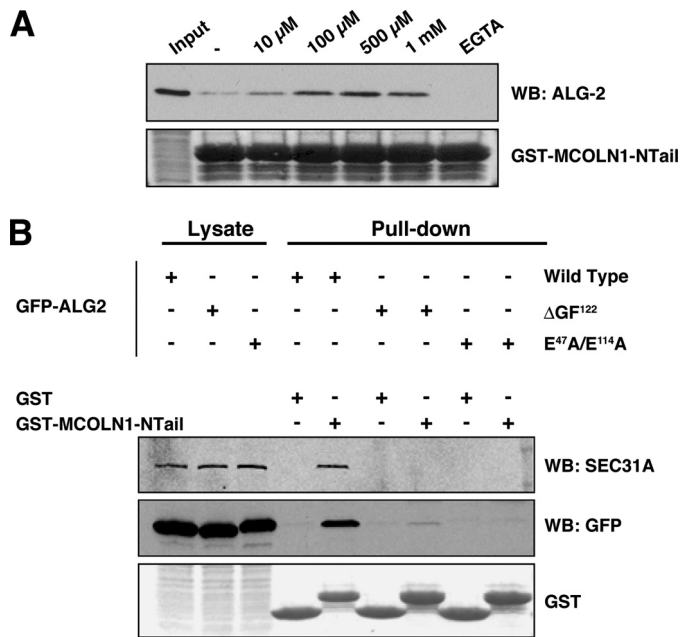 A
Input - 10 µM 100 µM 500 µM 1 mM EGTA
WB: ALG-2
GST-MCOLN1-NTail
B
Lysate Pull-down
GFP-ALG2
+ - - + + - - - - Wild Type
- + - - - + + - - ΔGF¹²²
- - + - - - - + + E⁴⁷A/E¹¹⁴A
GST + - + - + -
GST-MCOLN1-NTail - + - + - +
WB: SEC31A
WB: GFP
GST